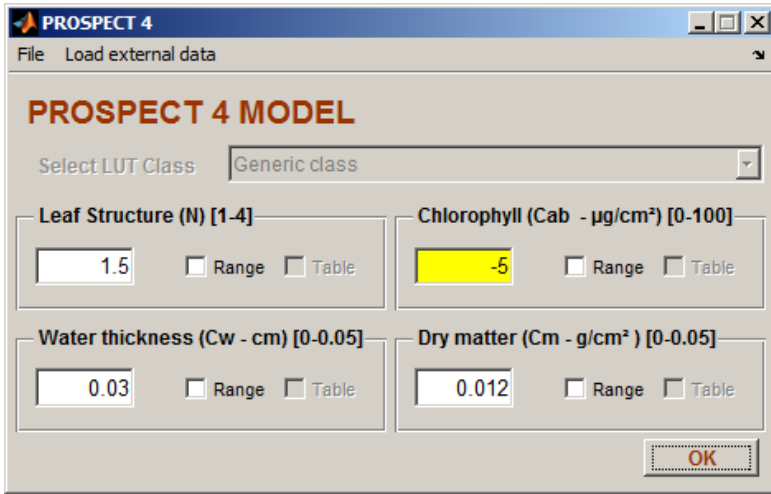 PROSPECT 4
File Load external data
PROSPECT 4 MODEL
Select LUT Class Generic class
Leaf Structure (N) [1-4] Chlorophyll (Cab - µg/cm²) [0-100]
1.5 Range Table -5 Range Table
Water thickness (Cw - cm) [0-0.05] Dry matter (Cm - g/cm² ) [0-0.05]
0.03 Range Table 0.012 Range Table
OK